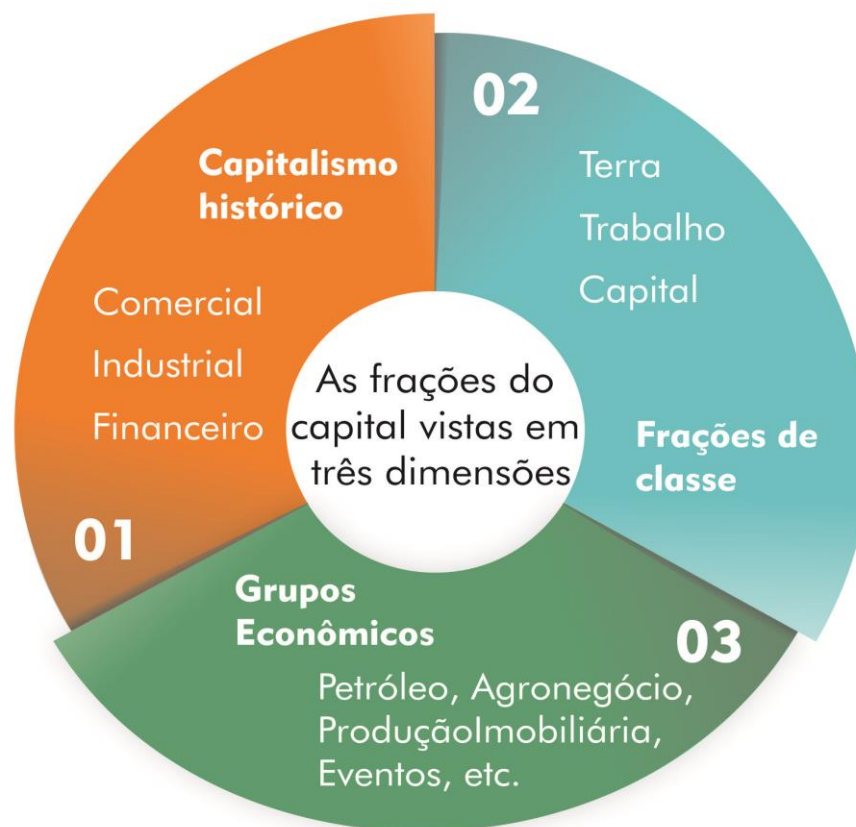 Capitalismo
histórico
Comercial
Industrial
Financeiro
01
02
Terra
Trabalho
Capital
Frações de
classe
As frações do
capital vistas em
três dimensões
Grupos
Econômicos
03
Petróleo, Agronegócio,
ProduçãoImobiliária,
Eventos, etc.